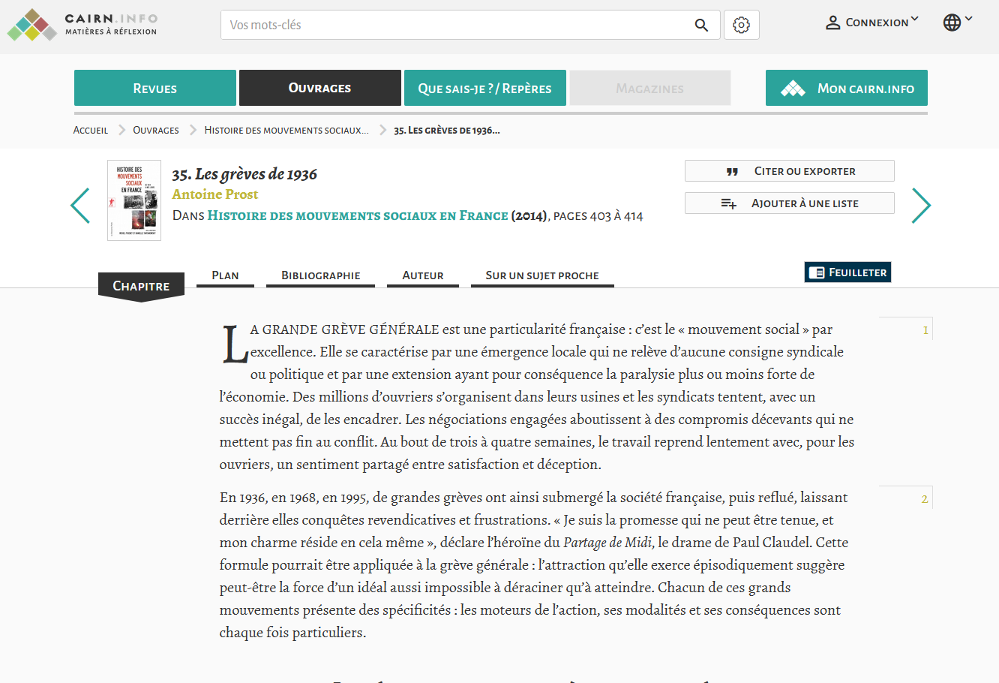 CAIRN.INFO
MATIÈRES À RÉFLEXION
Vos mots-clés
Connexion
Revues
Ouvrages
Que sais-je ? / Repères
Magazines
Mon cairn.info
Accueil
Ouvrages
Histoire des mouvements sociaux...
35. Les grèves de 1936...
HISTOIRE DES
MOUVEMENTS
SOCIAUX
EN FRANCE
35. Les grèves de 1936
Antoine Prost
Dans Histoire des mouvements sociaux en France (2014), pages 403 à 414
Citer ou exporter
Ajouter à une liste
Chapitre
Plan
Bibliographie
Auteur
Sur un sujet proche
Feuilleter
LA GRANDE GRÈVE GÉNÉRALE est une particularité française : c’est le « mouvement social » par
excellence. Elle se caractérise par une émergence locale qui ne relève d’aucune consigne syndicale
ou politique et par une extension ayant pour conséquence la paralysie plus ou moins forte de
l’économie. Des millions d’ouvriers s’organisent dans leurs usines et les syndicats tentent, avec un
succès inégal, de les encadrer. Les négociations engagées aboutissent à des compromis décevants qui ne
mettent pas fin au conflit. Au bout de trois à quatre semaines, le travail reprend lentement avec, pour les
ouvriers, un sentiment partagé entre satisfaction et déception.
1
En 1936, en 1968, en 1995, de grandes grèves ont ainsi submergé la société française, puis reflué, laissant
derrière elles conquêtes revendicatives et frustrations. « Je suis la promesse qui ne peut être tenue, et
mon charme réside en cela même », déclare l’héroïne du Partage de Midi, le drame de Paul Claudel. Cette
formule pourrait être appliquée à la grève générale : l’attraction qu’elle exerce épisodiquement suggère
peut-être la force d’un idéal aussi impossible à déraciner qu’à atteindre. Chacun de ces grands
mouvements présente des spécificités : les moteurs de l’action, ses modalités et ses conséquences sont
chaque fois particuliers.
2